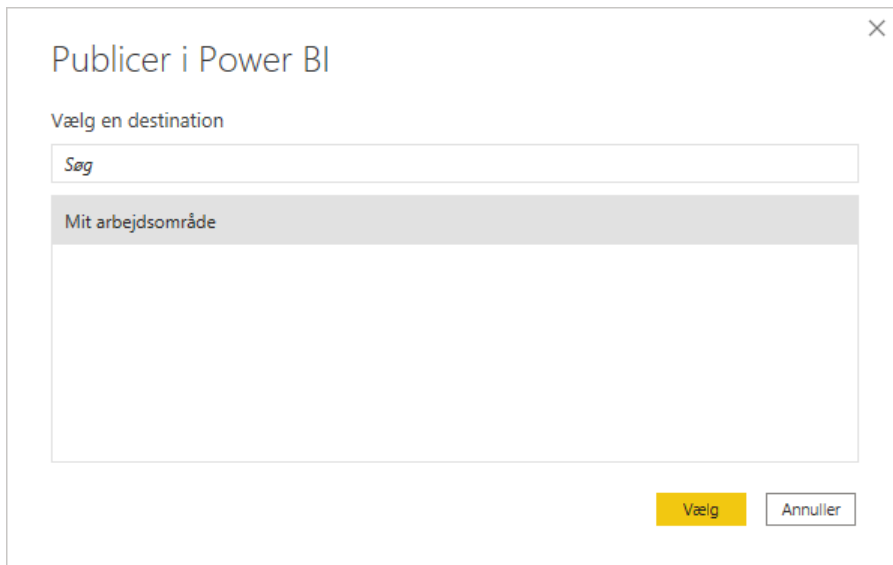 Publicer i Power BI
Vælg en destination
Søg
Mit arbejdsområde
Vælg
Annuller